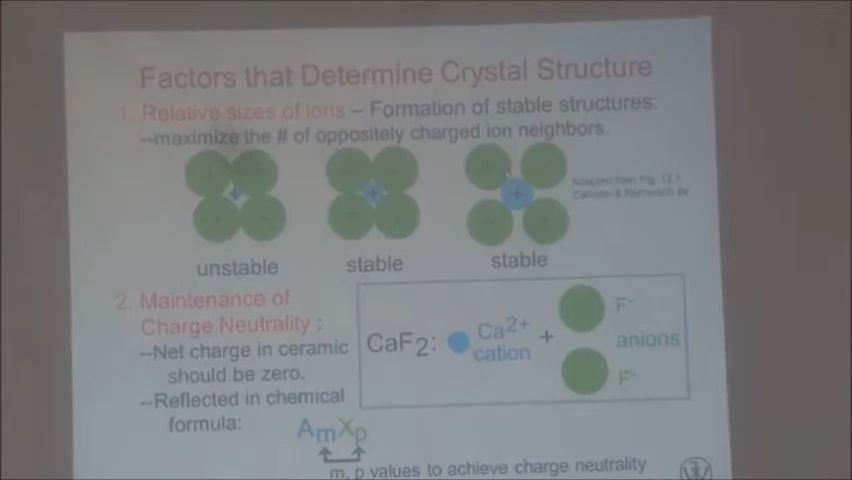 Factors that Determine Crystal Structure
1. Relative sizes of ions – Formation of stable structures:
--maximize the # of oppositely charged ion neighbors.
Adapted from Fig. 12.1,
Callister & Rethwisch 8e.
unstable
stable
stable
2. Maintenance of
Charge Neutrality :
--Net charge in ceramic
should be zero.
--Reflected in chemical
formula:
CaF2: Ca2+ cation + F- anions F-
AmXp
m, p values to achieve charge neutrality